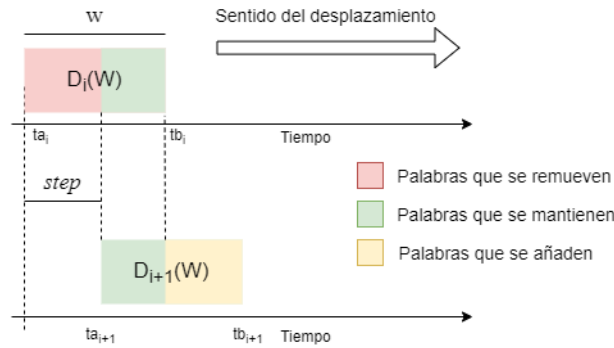 w
Sentido del desplazamiento
Di(W)
tai
tbi
Tiempo
step
Palabras que se remueven
Palabras que se mantienen
Palabras que se añaden
Di+1(W)
tai+1
tbi+1
Tiempo